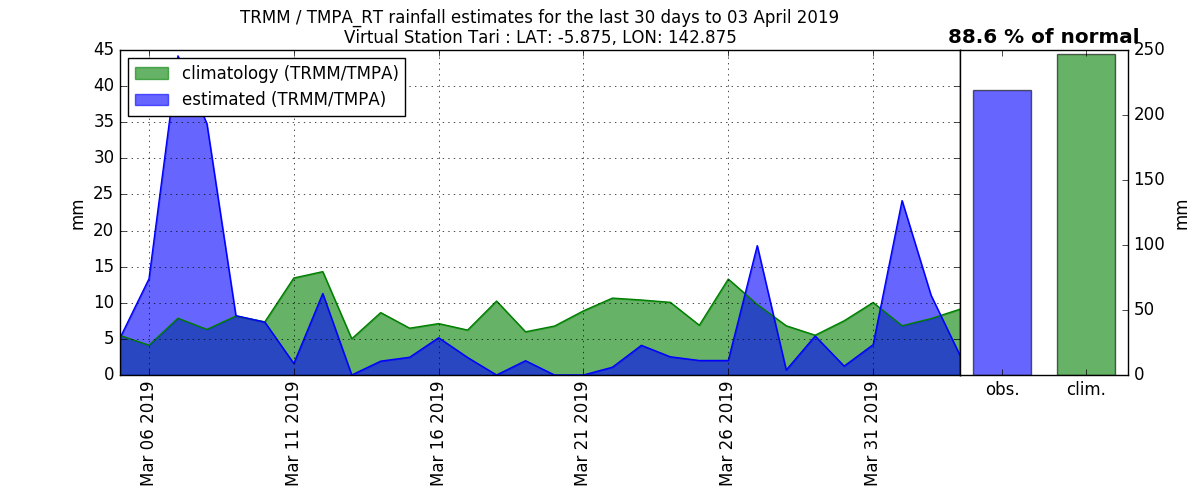 TRMM / TMPA_RT rainfall estimates for the last 30 days to 03 April 2019
Virtual Station Tari : LAT: -5.875, LON: 142.875
88.6 % of normal
climatology (TRMM/TMPA)
estimated (TRMM/TMPA)
45
40
35
30
25
20
15
10
5
0
mm
Mar 06 2019
Mar 11 2019
Mar 16 2019
Mar 21 2019
Mar 26 2019
Mar 31 2019
obs.
clim.
250
200
150
100
50
0
mm